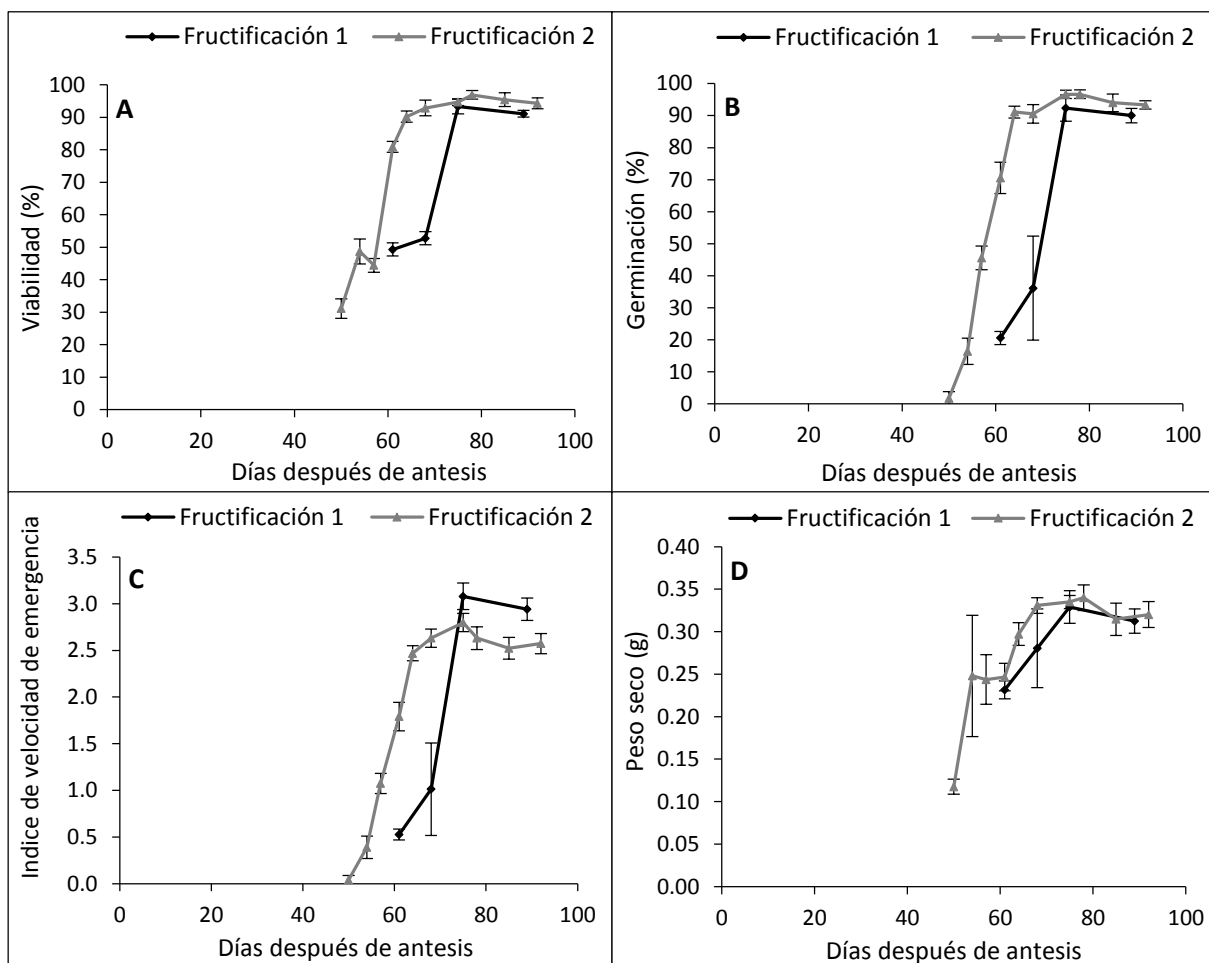 Fructificación 1 Fructificación 2
A
Viabilidad (%)
100
90
80
70
60
50
40
30
20
10
0
0 20 40 60 80 100
Días después de antesis
Fructificación 1 Fructificación 2
B
Germinación (%)
100
90
80
70
60
50
40
30
20
10
0
0 20 40 60 80 100
Días después de antesis
Fructificación 1 Fructificación 2
C
Indice de velocidad de emergencia
3.5
3.0
2.5
2.0
1.5
1.0
0.5
0.0
0 20 40 60 80 100
Días después de antesis
Fructificación 1 Fructificación 2
D
Peso seco (g)
0.40
0.35
0.30
0.25
0.20
0.15
0.10
0.05
0.00
0 20 40 60 80 100
Días después de antesis